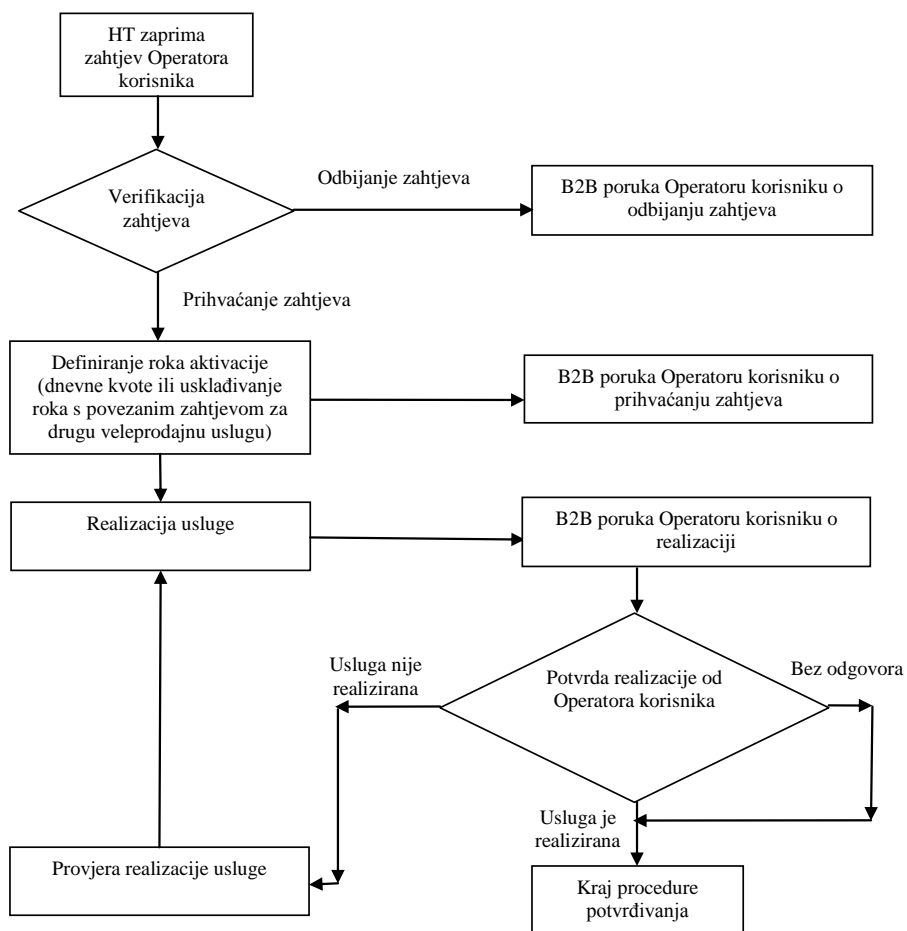 HT zaprima
zahtjev Operatora
korisnika
Verifikacija
zahtjeva
Odbijanje zahtjeva
B2B poruka Operatoru korisniku o
odbijanju zahtjeva
Prihvaćanje zahtjeva
Definiranje roka aktivacije
(dnevne kvote ili usklađivanje
roka s povezanim zahtjevom za
drugu veleprodajnu uslugu)
B2B poruka Operatoru korisniku o
prihvaćanju zahtjeva
Realizacija usluge
B2B poruka Operatoru korisniku o
realizaciji
Usluga nije
realizirana
Potvrda realizacije od
Operatora korisnika
Bez odgovora
Usluga je
realizirana
Provjera realizacije usluge
Kraj procedure
potvrđivanja